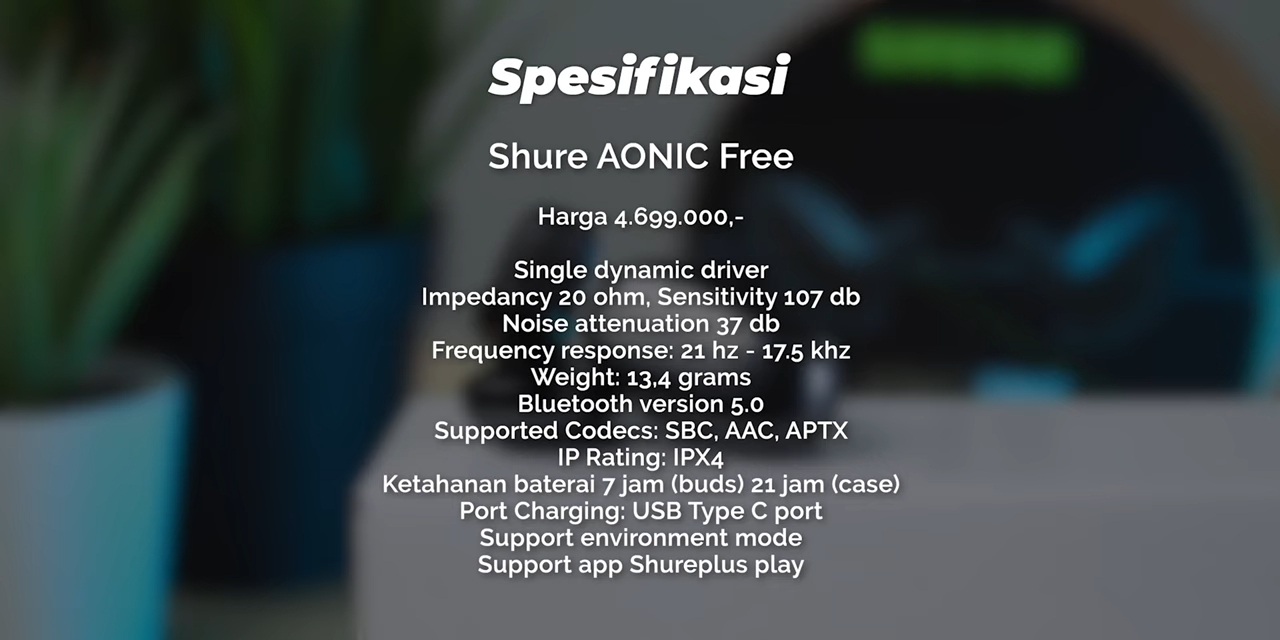 Spesifikasi
Shure AONIC Free
Harga 4.699.000,-
Single dynamic driver
Impedancy 20 ohm, Sensitivity 107 db
Noise attenuation 37 db
Frequency response: 21 hz - 17.5 khz
Weight: 13,4 grams
Bluetooth version 5.0
Supported Codecs: SBC, AAC, APTX
IP Rating: IPX4
Ketahanan baterai 7 jam (buds) 21 jam (case)
Port Charging: USB Type C port
Support environment mode
Support app Shureplus play